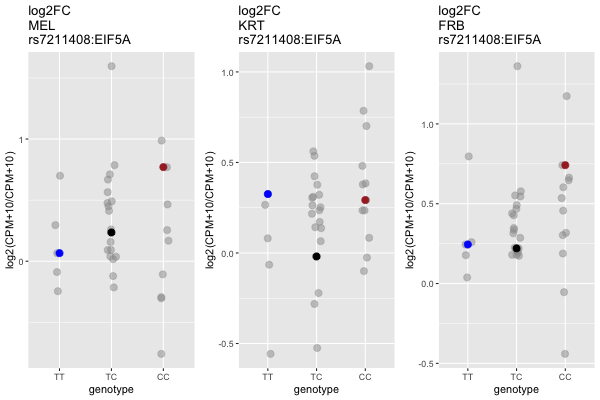 log2FC
MEL
rs7211408:EIF5A
log2(CPM+10/CPM+10)
1
0
TT TC CC
genotype
log2FC
KRT
rs7211408:EIF5A
log2(CPM+10/CPM+10)
1.0
0.5
0.0
-0.5
TT TC CC
genotype
log2FC
FRB
rs7211408:EIF5A
log2(CPM+10/CPM+10)
1.0
0.5
0.0
-0.5
TT TC CC
genotype